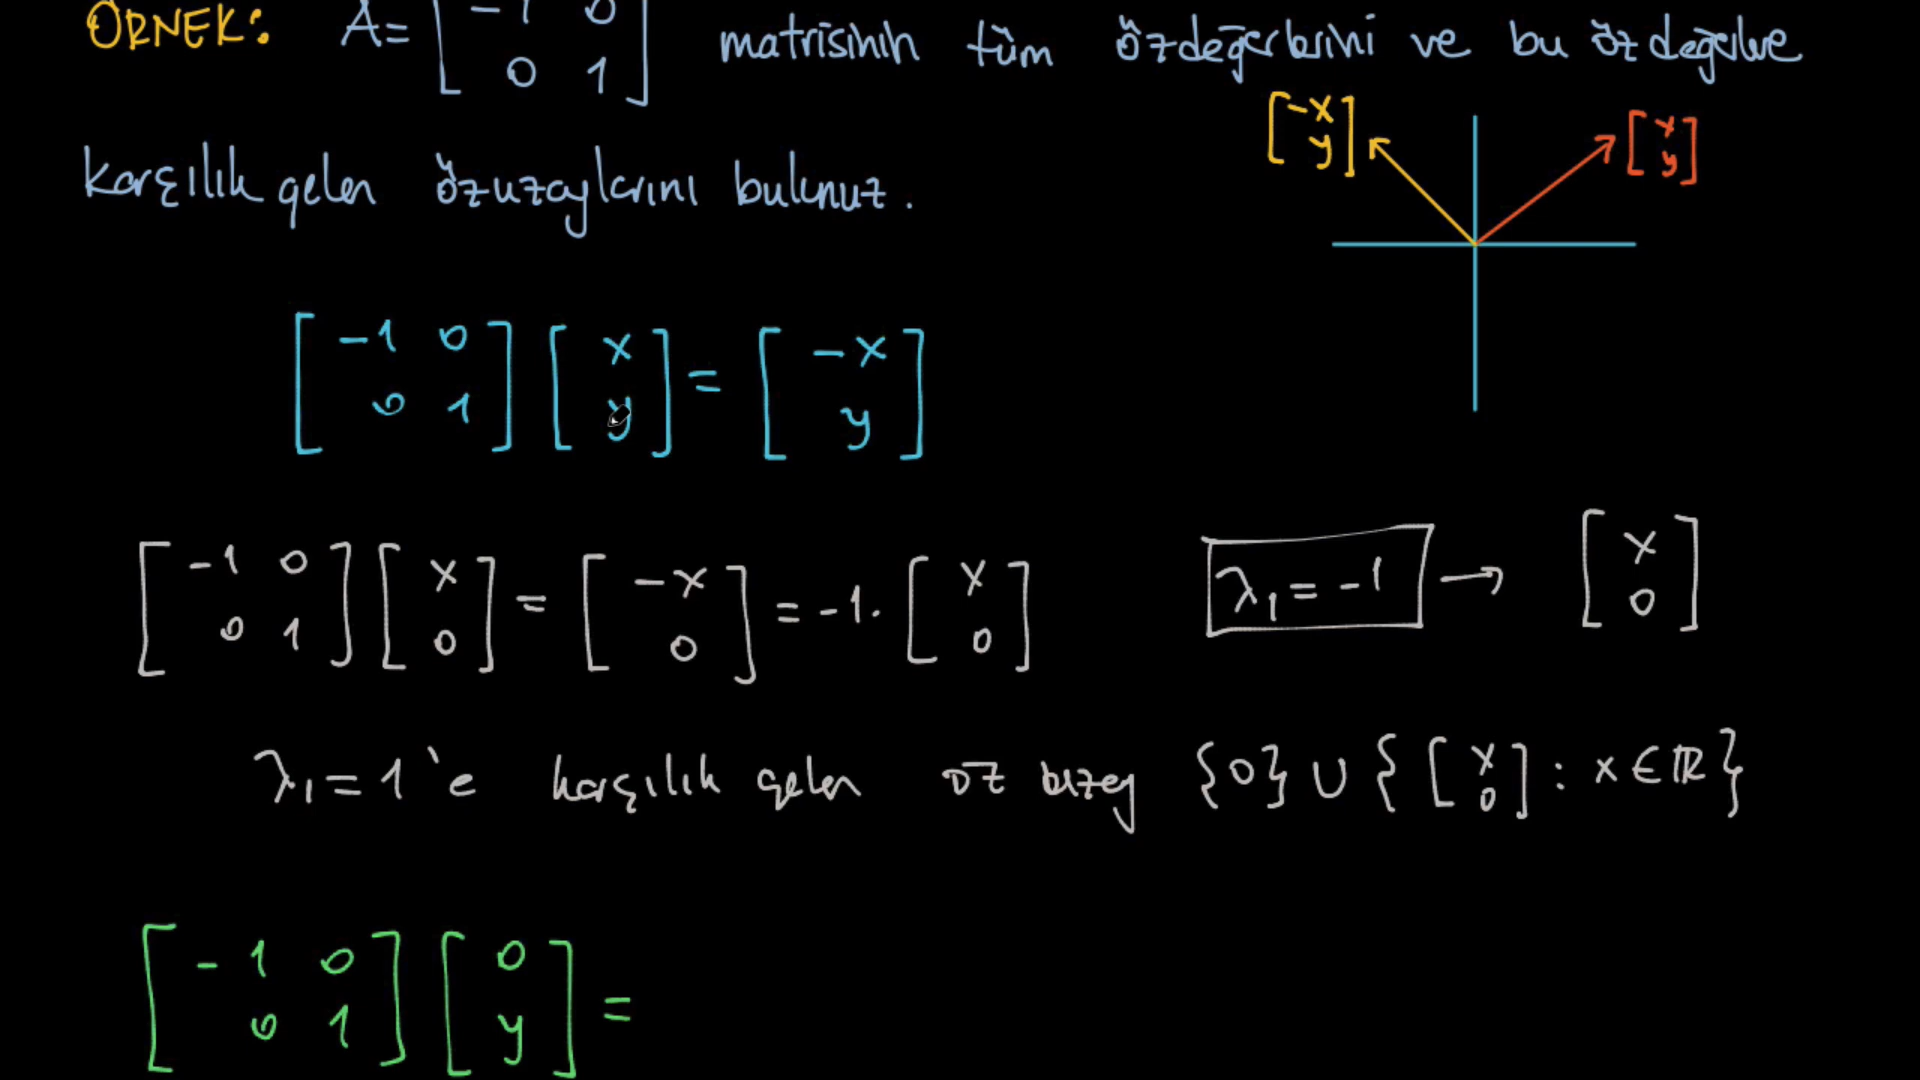 ÖRNEK: A= [ -1 0 ; 0 1 ] matrisinin tüm özdeğerlerini ve bu özdeğerlere
karşılık gelen özuzaylarını bulunuz.
[ -x ; y ] [ x ; y ]
[ -1 0 ; 0 1 ] [ x ; y ] = [ -x ; y ]
[ -1 0 ; 0 1 ] [ x ; 0 ] = [ -x ; 0 ] = -1 · [ x ; 0 ] λ₁ = -1 → [ x ; 0 ]
λ₁ = 1'e karşılık gelen öz uzay {0} ∪ { [ x ; 0 ] : x ∈ ℝ }
[ -1 0 ; 0 1 ] [ 0 ; y ] =